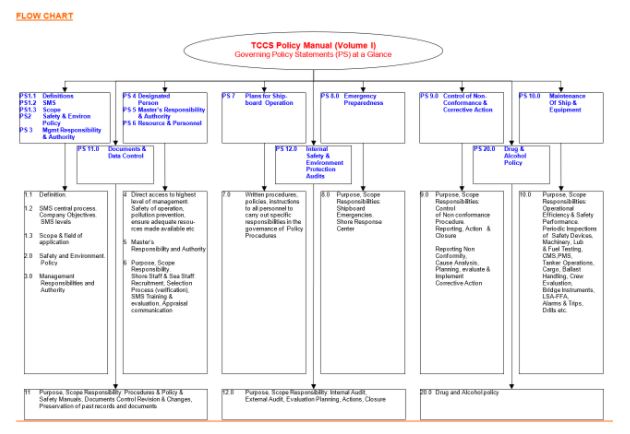 FLOW CHART
TCCS Policy Manual (Volume I)
Governing Policy Statements (PS) at a Glance
PS1.1 Definitions
PS1.2 SMS
PS1.3 Scope
PS2 Safety & Environ
Policy
PS 3 Mgmt Responsibility
& Authority
PS 4 Designated
Person
PS 5 Master's Responsibility
& Authority
PS 6 Resource & Personnel
PS 7 Plans for Ship-
board Operation
PS 8.0 Emergency
Preparedness
PS 9.0 Control of Non.
Conformance &
Corrective Action
PS 10.0 Maintenance
Of Ship &
Equipment
PS 11.0 Documents &
Data Control
PS 12.0 Internal
Safety &
Environment
Protection
Audits
PS 20.0 Drug &
Alcohol
Policy
1.1 Definition.
1.2 SMS central process.
Company Objectives.
SMS levels
1.3 Scope & field of
application
2.0 Safety and Environment.
Policy
3.0 Management
Responsibilities and
Authority
4 Direct access to highest
level of management.
Safety of operation,
pollution prevention,
ensure adequate resour-
ces made available etc
5 Master's
Responsibility and Authority
6 Purpose, Scope
Responsibility.
Shore Staff & Sea Staff
Recruitment, Selection
Process (verification),
SMS Training &
evaluation, Appraisal
communication
7.0 Written procedures,
policies, instructions
to all personnel to
carry out specific
responsibilities in the
governance of Policy
Procedures
8.0 Purpose, Scope
Responsibilities:
Shipboard
Emergencies.
Shore Response
Center
9.0 Purpose, Scope
Responsibilities:
Control
of Non conformance
Procedure.
Reporting, Action &
Closure
Reporting Non
Conformity,
Cause Analysis,
Planning, evaluate &
Implement
Corrective Action
10.0 Purpose, Scope
Responsibilities:
Operational
Efficiency & Safety
Performance.
Periodic Inspections
of Safety Devices,
Machinery, Lub
& Fuel Testing,
CMS,PMS,
Tanker Operations,
Cargo, Ballast
Handling, Crew
Evaluation,
Bridge Instruments,
LSA-FFA,
Alarms & Trips,
Drills etc.
11 Purpose, Scope Responsibility: Procedures & Policy &
Safety Manuals, Documents Control Revision & Changes,
Preservation of past records and documents
12.0 Purpose, Scope Responsibility: Internal Audit,
External Audit, Evaluation Planning, Actions, Closure
20.0 Drug and Alcohol policy